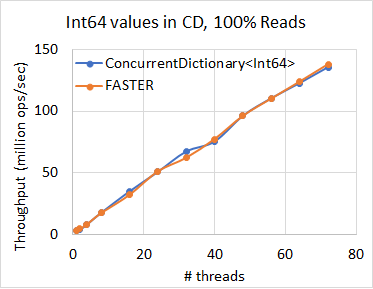 Int64 values in CD, 100% Reads
150
100
50
0
Throughput (million ops/sec)
ConcurrentDictionary<Int64>
FASTER
0 20 40 60 80
# threads